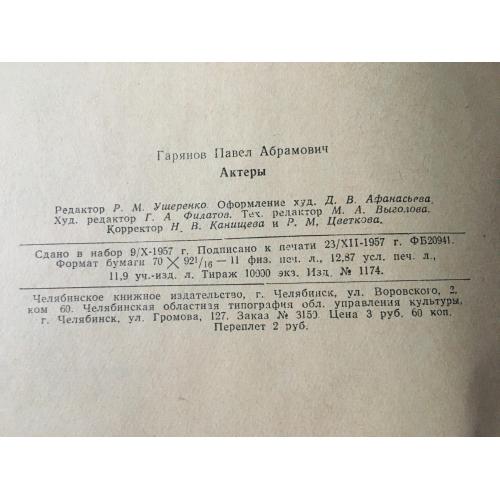 Гарянов Павел Абрамович
Актеры
Редактор Р. М. Ушеренко. Оформление худ. Д. В. Афанасьева.
Худ. редактор Г. А Филатов. Тех. редактор М. А. Выголова.
Корректор Н. В. Канищева и Р. М, Цветкова.
Сдано в набор 9/X-1957 г. Подписано к печати 23/XII-1957 г. ФБ20941.
Формат бумаги 70 × 92 1/16 — 11 физ. печ. л., 12,87 усл. печ. л.,
11,9 уч.-изд. л. Тираж 10000 экз. Изд. № 1174.
Челябинское книжное издательство, г. Челябинск, ул. Воровского, 2,
ком 60. Челябинская областная типография обл. управления культуры,
г. Челябинск, ул. Громова, 127. Заказ № 3150. Цена 3 руб. 60 коп.
Переплет 2 руб.